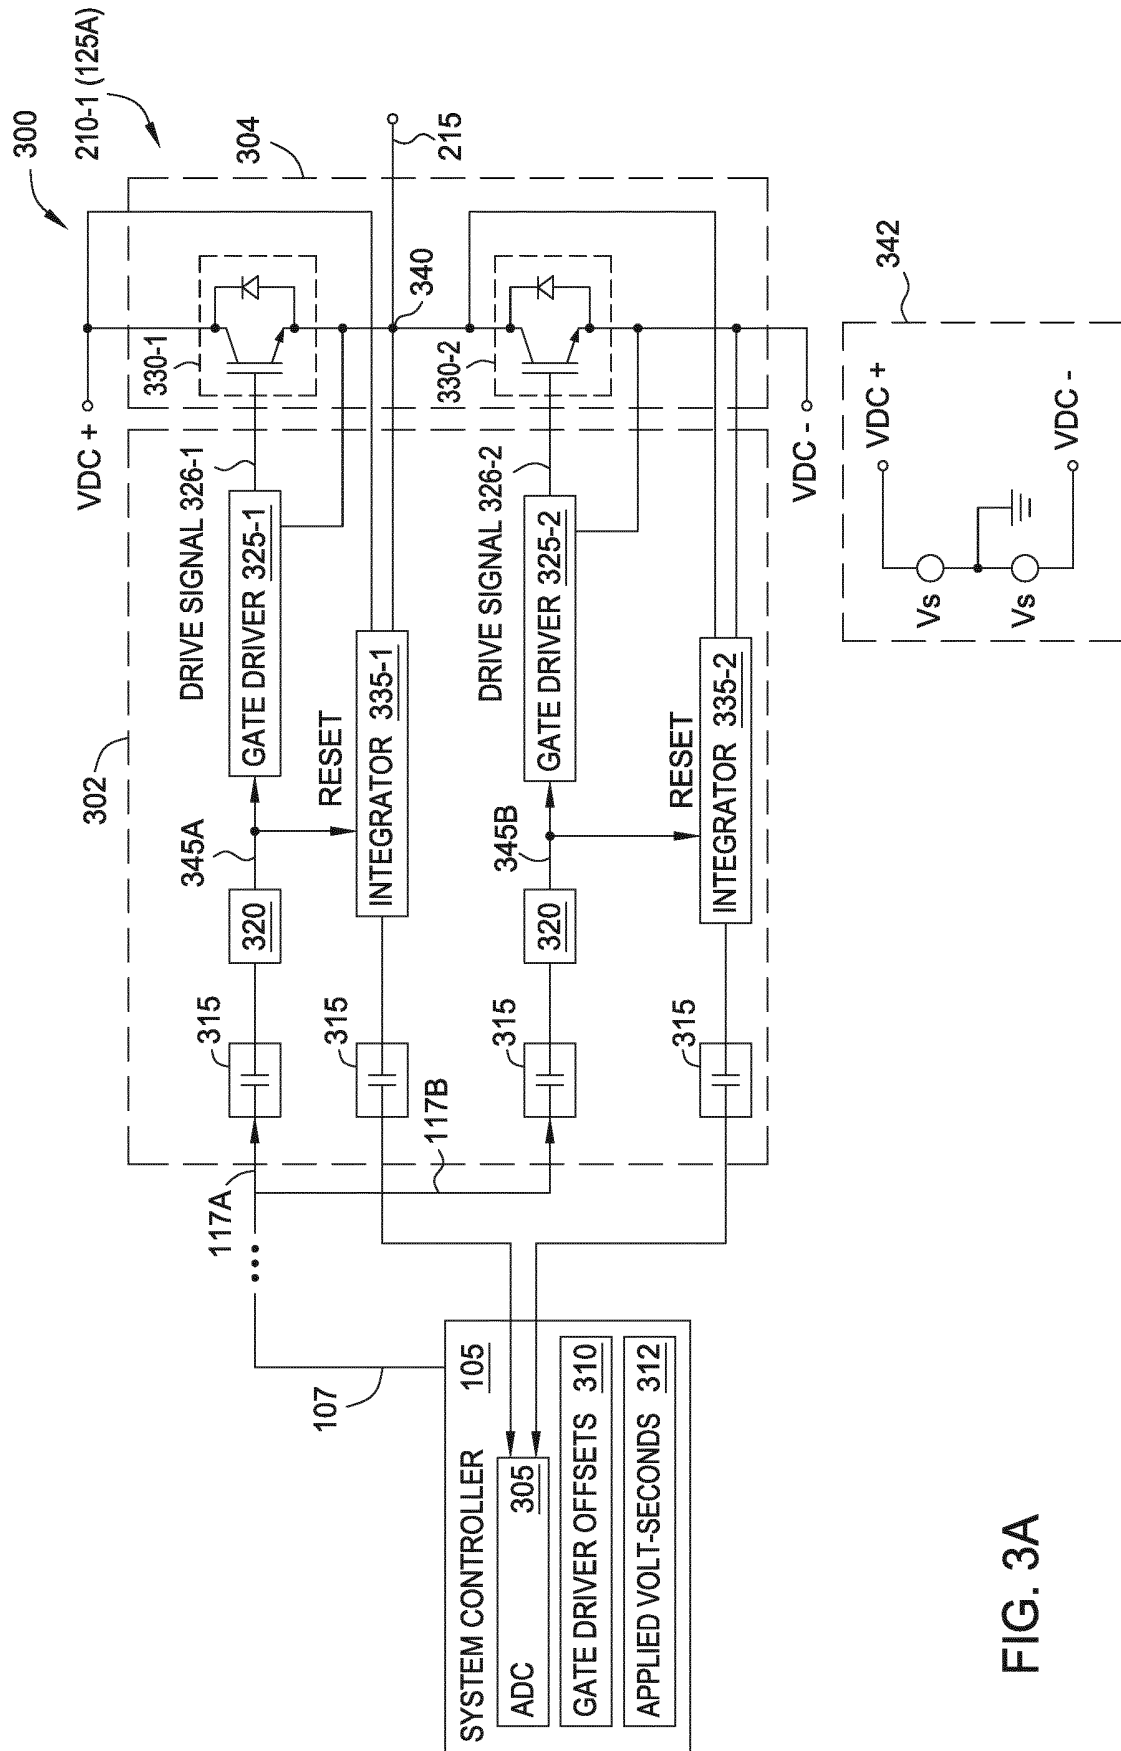 300
210-1 (125A)
304
215
VDC +
330-1
340
330-2
VDC -
302
DRIVE SIGNAL 326-1
GATE DRIVER 325-1
345A
320
315
RESET
INTEGRATOR 335-1
315
DRIVE SIGNAL 326-2
GATE DRIVER 325-2
345B
320
315
RESET
INTEGRATOR 335-2
315
117A
117B
107
SYSTEM CONTROLLER 105
ADC 305
GATE DRIVER OFFSETS 310
APPLIED VOLT-SECONDS 312
342
VDC +
Vs
Vs
VDC -
FIG. 3A